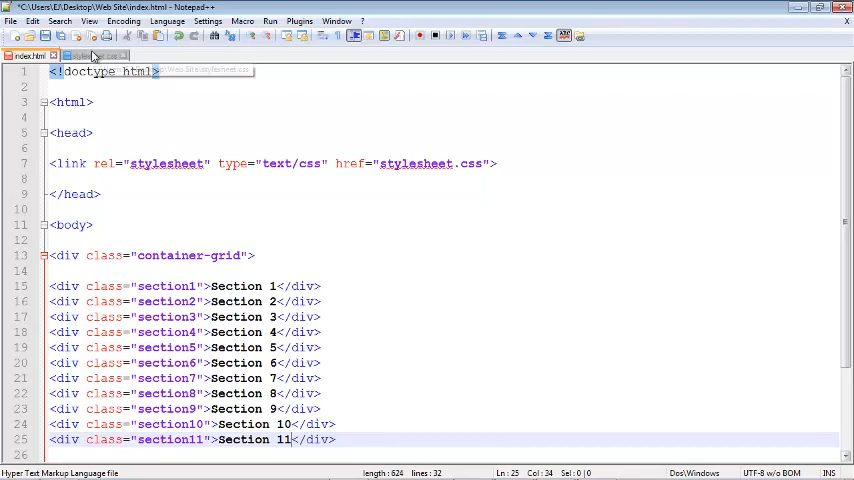 *C:\Users\EJ\Desktop\Web Site\index.html - Notepad++
File Edit Search View Encoding Language Settings Macro Run Plugins Window ? X
index.html stylesheet.css
Web Site\stylesheet.css
1 <!doctype html>
2
3 <html>
4
5 <head>
6
7 <link rel="stylesheet" type="text/css" href="stylesheet.css">
8
9 </head>
10
11 <body>
12
13 <div class="container-grid">
14
15 <div class="section1">Section 1</div>
16 <div class="section2">Section 2</div>
17 <div class="section3">Section 3</div>
18 <div class="section4">Section 4</div>
19 <div class="section5">Section 5</div>
20 <div class="section6">Section 6</div>
21 <div class="section7">Section 7</div>
22 <div class="section8">Section 8</div>
23 <div class="section9">Section 9</div>
24 <div class="section10">Section 10</div>
25 <div class="section11">Section 11</div>
26
Hyper Text Markup Language file length : 624 lines : 32 Ln : 25 Col : 34 Sel : 0 | 0 Dos\Windows UTF-8 w/o BOM INS